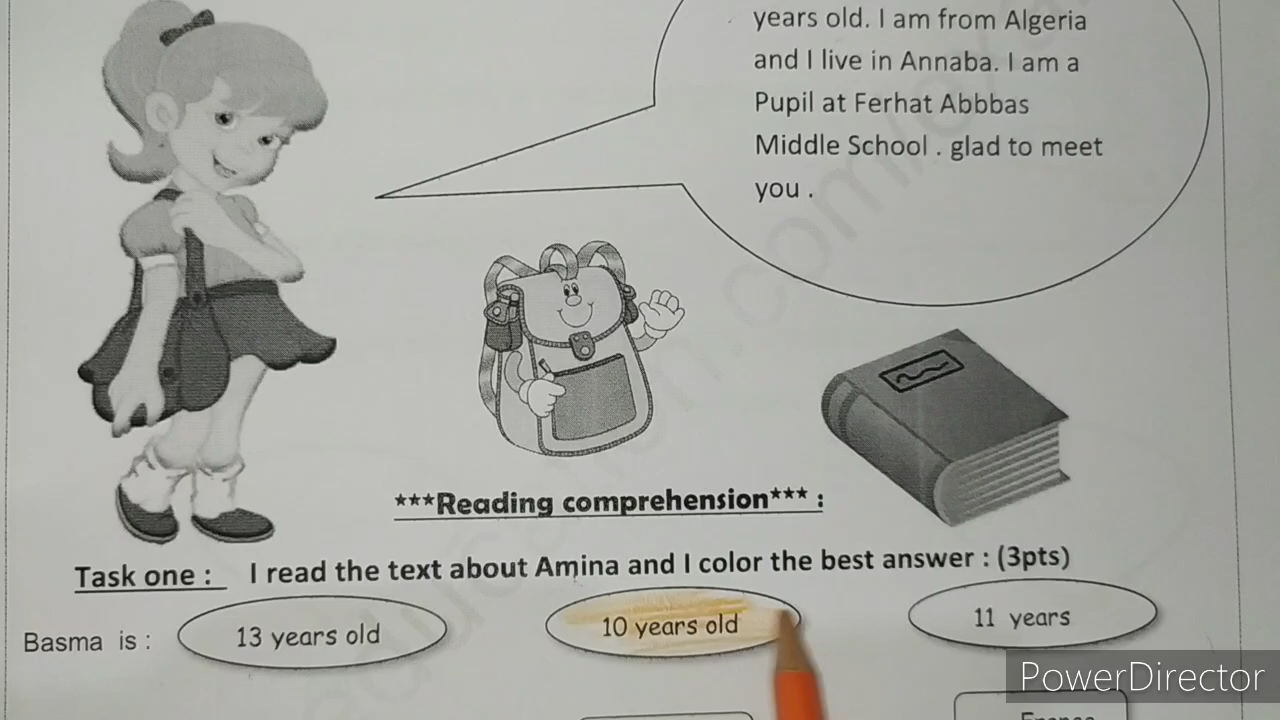 years old. I am from Algeria
and I live in Annaba. I am a
Pupil at Ferhat Abbbas
Middle School . glad to meet
you .
***Reading comprehension*** :
Task one : I read the text about Amina and I color the best answer : (3pts)
Basma is : 13 years old 10 years old 11 years
PowerDirector